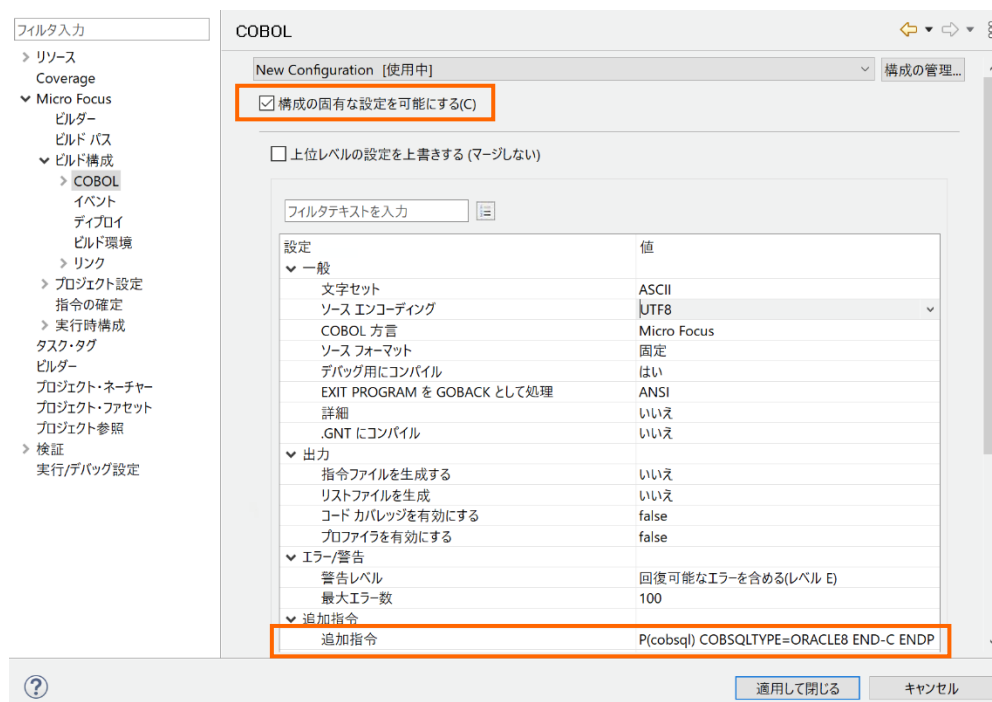 フィルタ入力
リソース
Coverage
Micro Focus
ビルダー
ビルド パス
ビルド構成
COBOL
イベント
ディプロイ
ビルド環境
リンク
プロジェクト設定
指令の確定
実行時構成
タスク・タグ
ビルダー
プロジェクト・ネーチャー
プロジェクト・ファセット
プロジェクト参照
検証
実行/デバッグ設定
COBOL
New Configuration [使用中]
構成の管理...
構成の固有な設定を可能にする(C)
上位レベルの設定を上書きする (マージしない)
フィルタテキストを入力
設定 値
一般
文字セット ASCII
ソース エンコーディング UTF8
COBOL 方言 Micro Focus
ソース フォーマット 固定
デバッグ用にコンパイル はい
EXIT PROGRAM を GOBACK として処理 ANSI
詳細 いいえ
.GNT にコンパイル いいえ
出力
指令ファイルを生成する いいえ
リストファイルを生成 いいえ
コード カバレッジを有効にする false
プロファイラを有効にする false
エラー/警告
警告レベル 回復可能なエラーを含める(レベル E)
最大エラー数 100
追加指令
追加指令 P(cobsql) COBSQLTYPE=ORACLE8 END-C ENDP
?
適用して閉じる
キャンセル